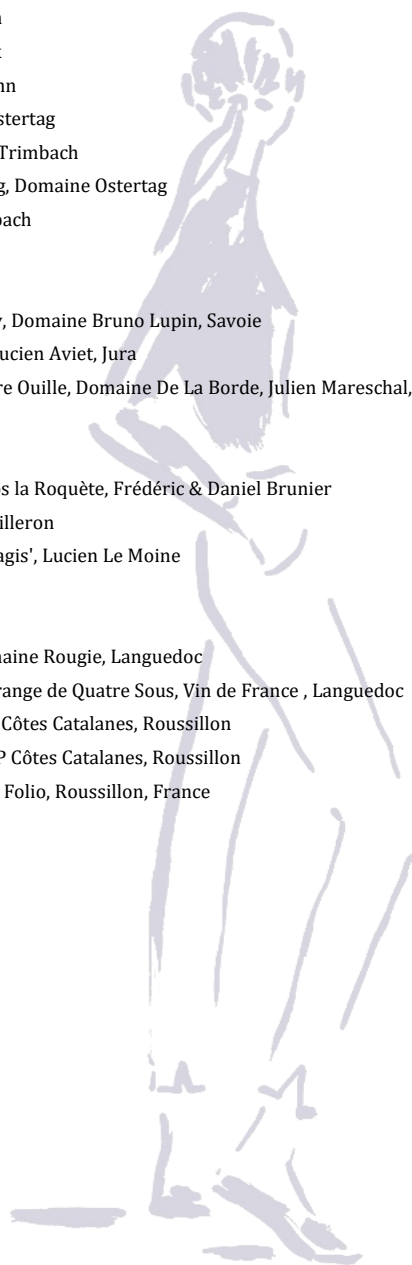 nn
stertag
Trimbach
g, Domaine Ostertag
bach
, Domaine Bruno Lupin, Savoie
ucien Aviet, Jura
re Ouille, Domaine De La Borde, Julien Mareschal,
os la Roquète, Frédéric & Daniel Brunier
illeron
agis', Lucien Le Moine
naine Rougie, Languedoc
range de Quatre Sous, Vin de France , Languedoc
Côtes Catalanes, Roussillon
P Côtes Catalanes, Roussillon
Folio, Roussillon, France